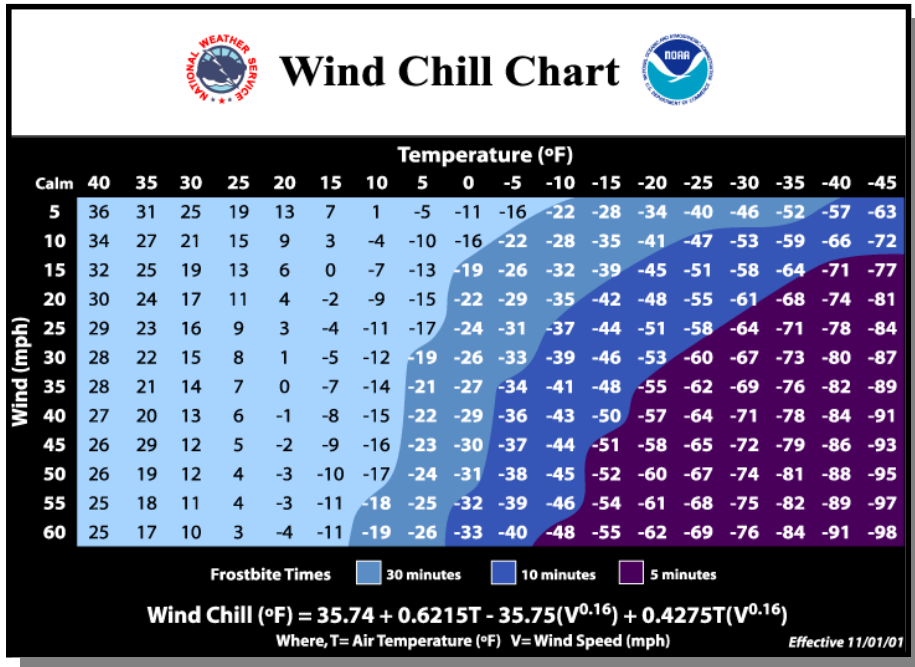 NATIONAL WEATHER SERVICE
Wind Chill Chart
NOAA
NATIONAL OCEANIC AND ATMOSPHERIC ADMINISTRATION
U.S. DEPARTMENT OF COMMERCE
Temperature (ºF)
Calm 40 35 30 25 20 15 10 5 0 -5 -10 -15 -20 -25 -30 -35 -40 -45
Wind (mph)
5 36 31 25 19 13 7 1 -5 -11 -16 -22 -28 -34 -40 -46 -52 -57 -63
10 34 27 21 15 9 3 -4 -10 -16 -22 -28 -35 -41 -47 -53 -59 -66 -72
15 32 25 19 13 6 0 -7 -13 -19 -26 -32 -39 -45 -51 -58 -64 -71 -77
20 30 24 17 11 4 -2 -9 -15 -22 -29 -35 -42 -48 -55 -61 -68 -74 -81
25 29 23 16 9 3 -4 -11 -17 -24 -31 -37 -44 -51 -58 -64 -71 -78 -84
30 28 22 15 8 1 -5 -12 -19 -26 -33 -39 -46 -53 -60 -67 -73 -80 -87
35 28 21 14 7 0 -7 -14 -21 -27 -34 -41 -48 -55 -62 -69 -76 -82 -89
40 27 20 13 6 -1 -8 -15 -22 -29 -36 -43 -50 -57 -64 -71 -78 -84 -91
45 26 29 12 5 -2 -9 -16 -23 -30 -37 -44 -51 -58 -65 -72 -79 -86 -93
50 26 19 12 4 -3 -10 -17 -24 -31 -38 -45 -52 -60 -67 -74 -81 -88 -95
55 25 18 11 4 -3 -11 -18 -25 -32 -39 -46 -54 -61 -68 -75 -82 -89 -97
60 25 17 10 3 -4 -11 -19 -26 -33 -40 -48 -55 -62 -69 -76 -84 -91 -98
Frostbite Times 30 minutes 10 minutes 5 minutes
Wind Chill (ºF) = 35.74 + 0.6215T - 35.75(V^0.16) + 0.4275T(V^0.16)
Where, T= Air Temperature (ºF) V= Wind Speed (mph)
Effective 11/01/01